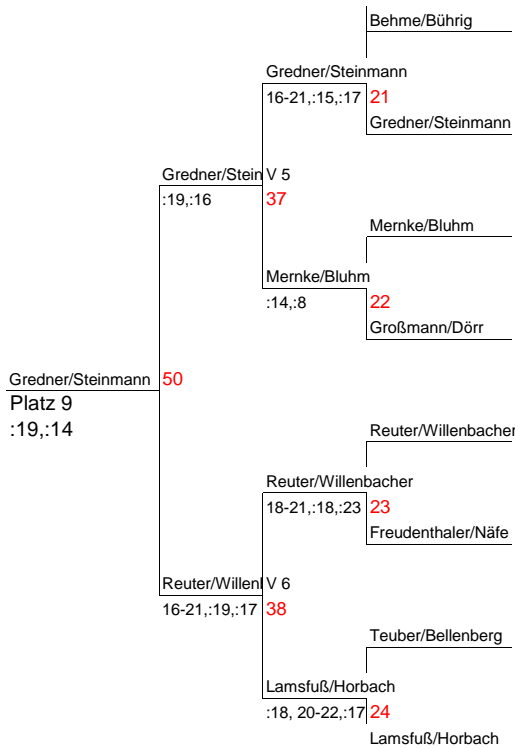 Behme/Bührig
Gredner/Steinmann
16-21,:15,:17 21
Gredner/Steinmann
Gredner/Stein V 5
:19,:16 37
Mernke/Bluhm
Mernke/Bluhm
:14,:8 22
Großmann/Dörr
Gredner/Steinmann 50
Platz 9
:19,:14
Reuter/Willenbacher
Reuter/Willenbacher
18-21,:18,:23 23
Freudenthaler/Näfe
Reuter/Willen V 6
16-21,:19,:17 38
Teuber/Bellenberg
Lamsfuß/Horbach
:18, 20-22,:17 24
Lamsfuß/Horbach